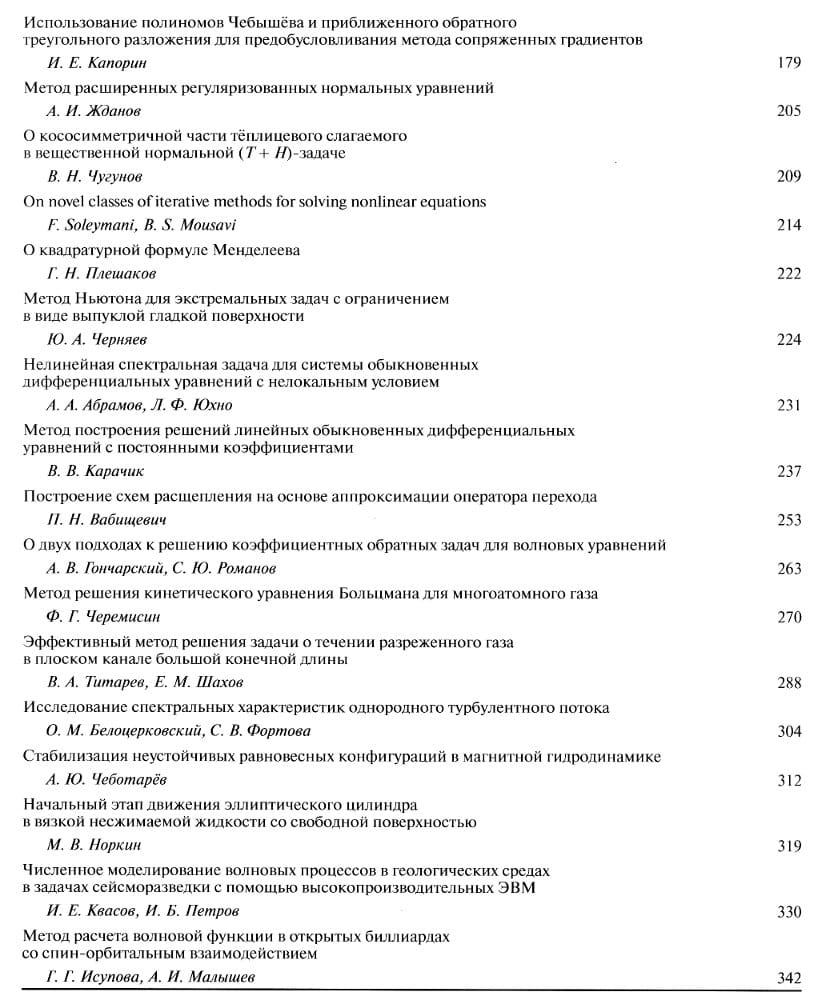 Использование полиномов Чебышёва и приближенного обратного
треугольного разложения для предобусловливания метода сопряженных градиентов
И. Е. Капорин 179
Метод расширенных регуляризованных нормальных уравнений
А. И. Жданов 205
О кососимметричной части тёплицевого слагаемого
в вещественной нормальной (T + H)-задаче
В. Н. Чугунов 209
On novel classes of iterative methods for solving nonlinear equations
F. Soleymani, B. S. Mousavi 214
О квадратурной формуле Менделеева
Г. Н. Плешаков 222
Метод Ньютона для экстремальных задач с ограничением
в виде выпуклой гладкой поверхности
Ю. А. Черняев 224
Нелинейная спектральная задача для системы обыкновенных
дифференциальных уравнений с нелокальным условием
А. А. Абрамов, Л. Ф. Юхно 231
Метод построения решений линейных обыкновенных дифференциальных
уравнений с постоянными коэффициентами
В. В. Карачик 237
Построение схем расщепления на основе аппроксимации оператора перехода
П. Н. Вабищевич 253
О двух подходах к решению коэффициентных обратных задач для волновых уравнений
А. В. Гончарский, С. Ю. Романов 263
Метод решения кинетического уравнения Больцмана для многоатомного газа
Ф. Г. Черемисин 270
Эффективный метод решения задачи о течении разреженного газа
в плоском канале большой конечной длины
В. А. Титарев, Е. М. Шахов 288
Исследование спектральных характеристик однородного турбулентного потока
О. М. Белоцерковский, С. В. Фортова 304
Стабилизация неустойчивых равновесных конфигураций в магнитной гидродинамике
А. Ю. Чеботарёв 312
Начальный этап движения эллиптического цилиндра
в вязкой несжимаемой жидкости со свободной поверхностью
М. В. Норкин 319
Численное моделирование волновых процессов в геологических средах
в задачах сейсморазведки с помощью высокопроизводительных ЭВМ
И. Е. Квасов, И. Б. Петров 330
Метод расчета волновой функции в открытых биллиардах
со спин-орбитальным взаимодействием
Г. Г. Исупова, А. И. Малышев 342